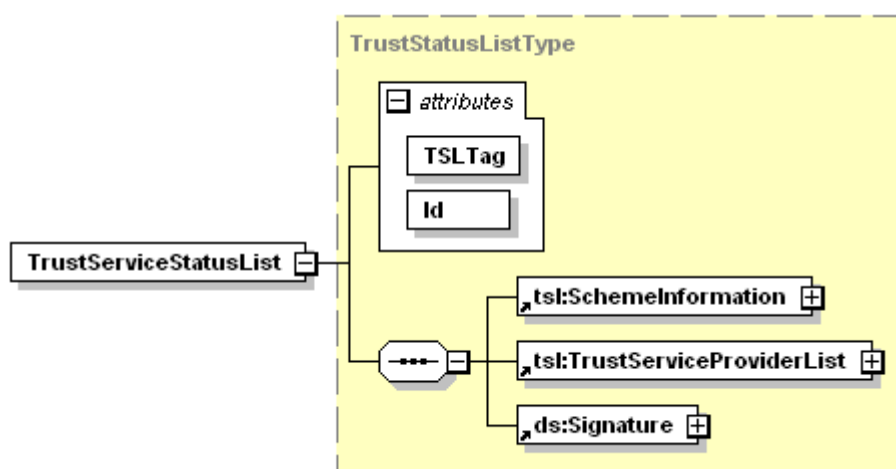 TrustStatusListType
attributes
TSLTag
Id
TrustServiceStatusList
tsl:SchemeInformation
tsl:TrustServiceProviderList
ds:Signature